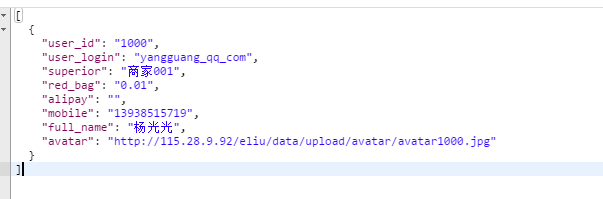 [
{
"user_id": "1000",
"user_login": "yangguang_qq_com",
"superior": "商家001",
"red_bag": "0.01",
"alipay": "",
"mobile": "13938515719",
"full_name": "杨光光",
"avatar": "http://115.28.9.92/eliu/data/upload/avatar/avatar1000.jpg"
}
]